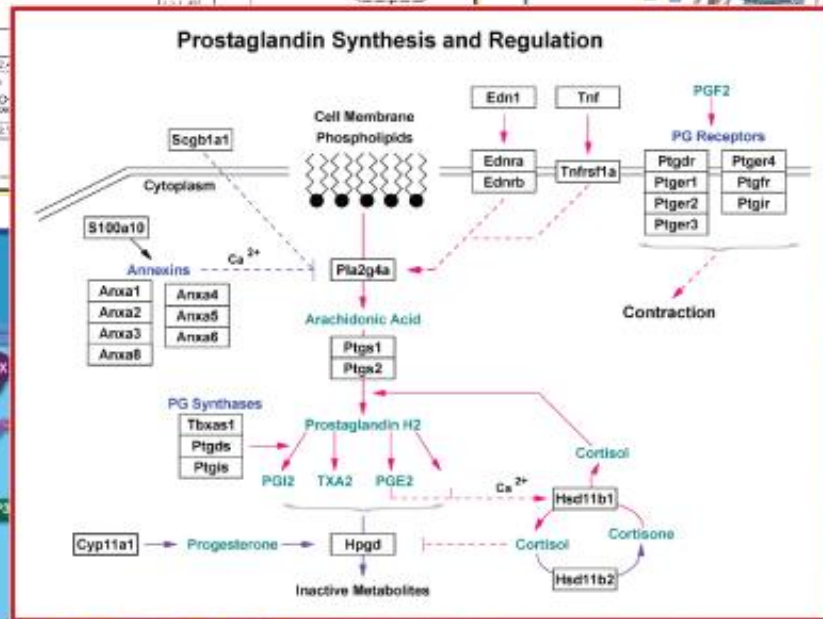 Prostaglandin Synthesis and Regulation
Edn1
Tnf
PGF2
Cell Membrane
Phospholipids
Scgb1a1
PG Receptors
Ednra
Ednrb
Tnfrsf1a
Ptgdr
Ptger1
Ptger2
Ptger3
Ptger4
Ptgfr
Ptgir
Cytoplasm
S100a10
Ca 2+
Annexins
Pla2g4a
Anxa1
Anxa2
Anxa3
Anxa8
Anxa4
Anxa5
Anxa6
Contraction
Arachidonic Acid
Ptgs1
Ptgs2
PG Synthases
Tbxas1
Ptgds
Ptgis
Prostaglandin H2
Cortisol
PGI2
TXA2
PGE2
Ca 2+
Hsd11b1
Cyp11a1
Progesterone
Hpgd
Cortisol
Cortisone
Hsd11b2
Inactive Metabolites